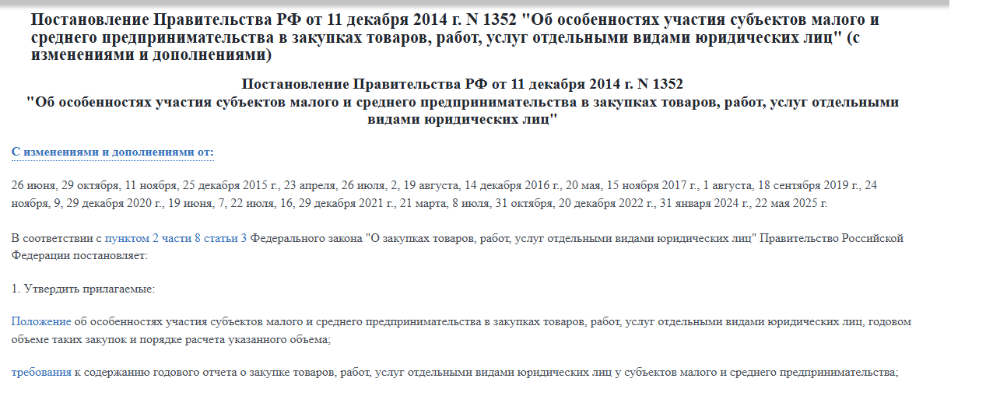 Постановление Правительства РФ от 11 декабря 2014 г. N 1352 "Об особенностях участия субъектов малого и
среднего предпринимательства в закупках товаров, работ, услуг отдельными видами юридических лиц" (с
изменениями и дополнениями)
Постановление Правительства РФ от 11 декабря 2014 г. N 1352
"Об особенностях участия субъектов малого и среднего предпринимательства в закупках товаров, работ, услуг отдельными
видами юридических лиц"
С изменениями и дополнениями от:
26 июня, 29 октября, 11 ноября, 25 декабря 2015 г., 23 апреля, 26 июля, 2, 19 августа, 14 декабря 2016 г., 20 мая, 15 ноября 2017 г., 1 августа, 18 сентября 2019 г., 24
ноября, 9, 29 декабря 2020 г., 19 июня, 7, 22 июля, 16, 29 декабря 2021 г., 21 марта, 8 июля, 31 октября, 20 декабря 2022 г., 31 января 2024 г., 22 мая 2025 г.
В соответствии с пунктом 2 части 8 статьи 3 Федерального закона "О закупках товаров, работ, услуг отдельными видами юридических лиц" Правительство Российской
Федерации постановляет:
1. Утвердить прилагаемые:
Положение об особенностях участия субъектов малого и среднего предпринимательства в закупках товаров, работ, услуг отдельными видами юридических лиц, годовом
объеме таких закупок и порядке расчета указанного объема;
требования к содержанию годового отчета о закупке товаров, работ, услуг отдельными видами юридических лиц у субъектов малого и среднего предпринимательства;